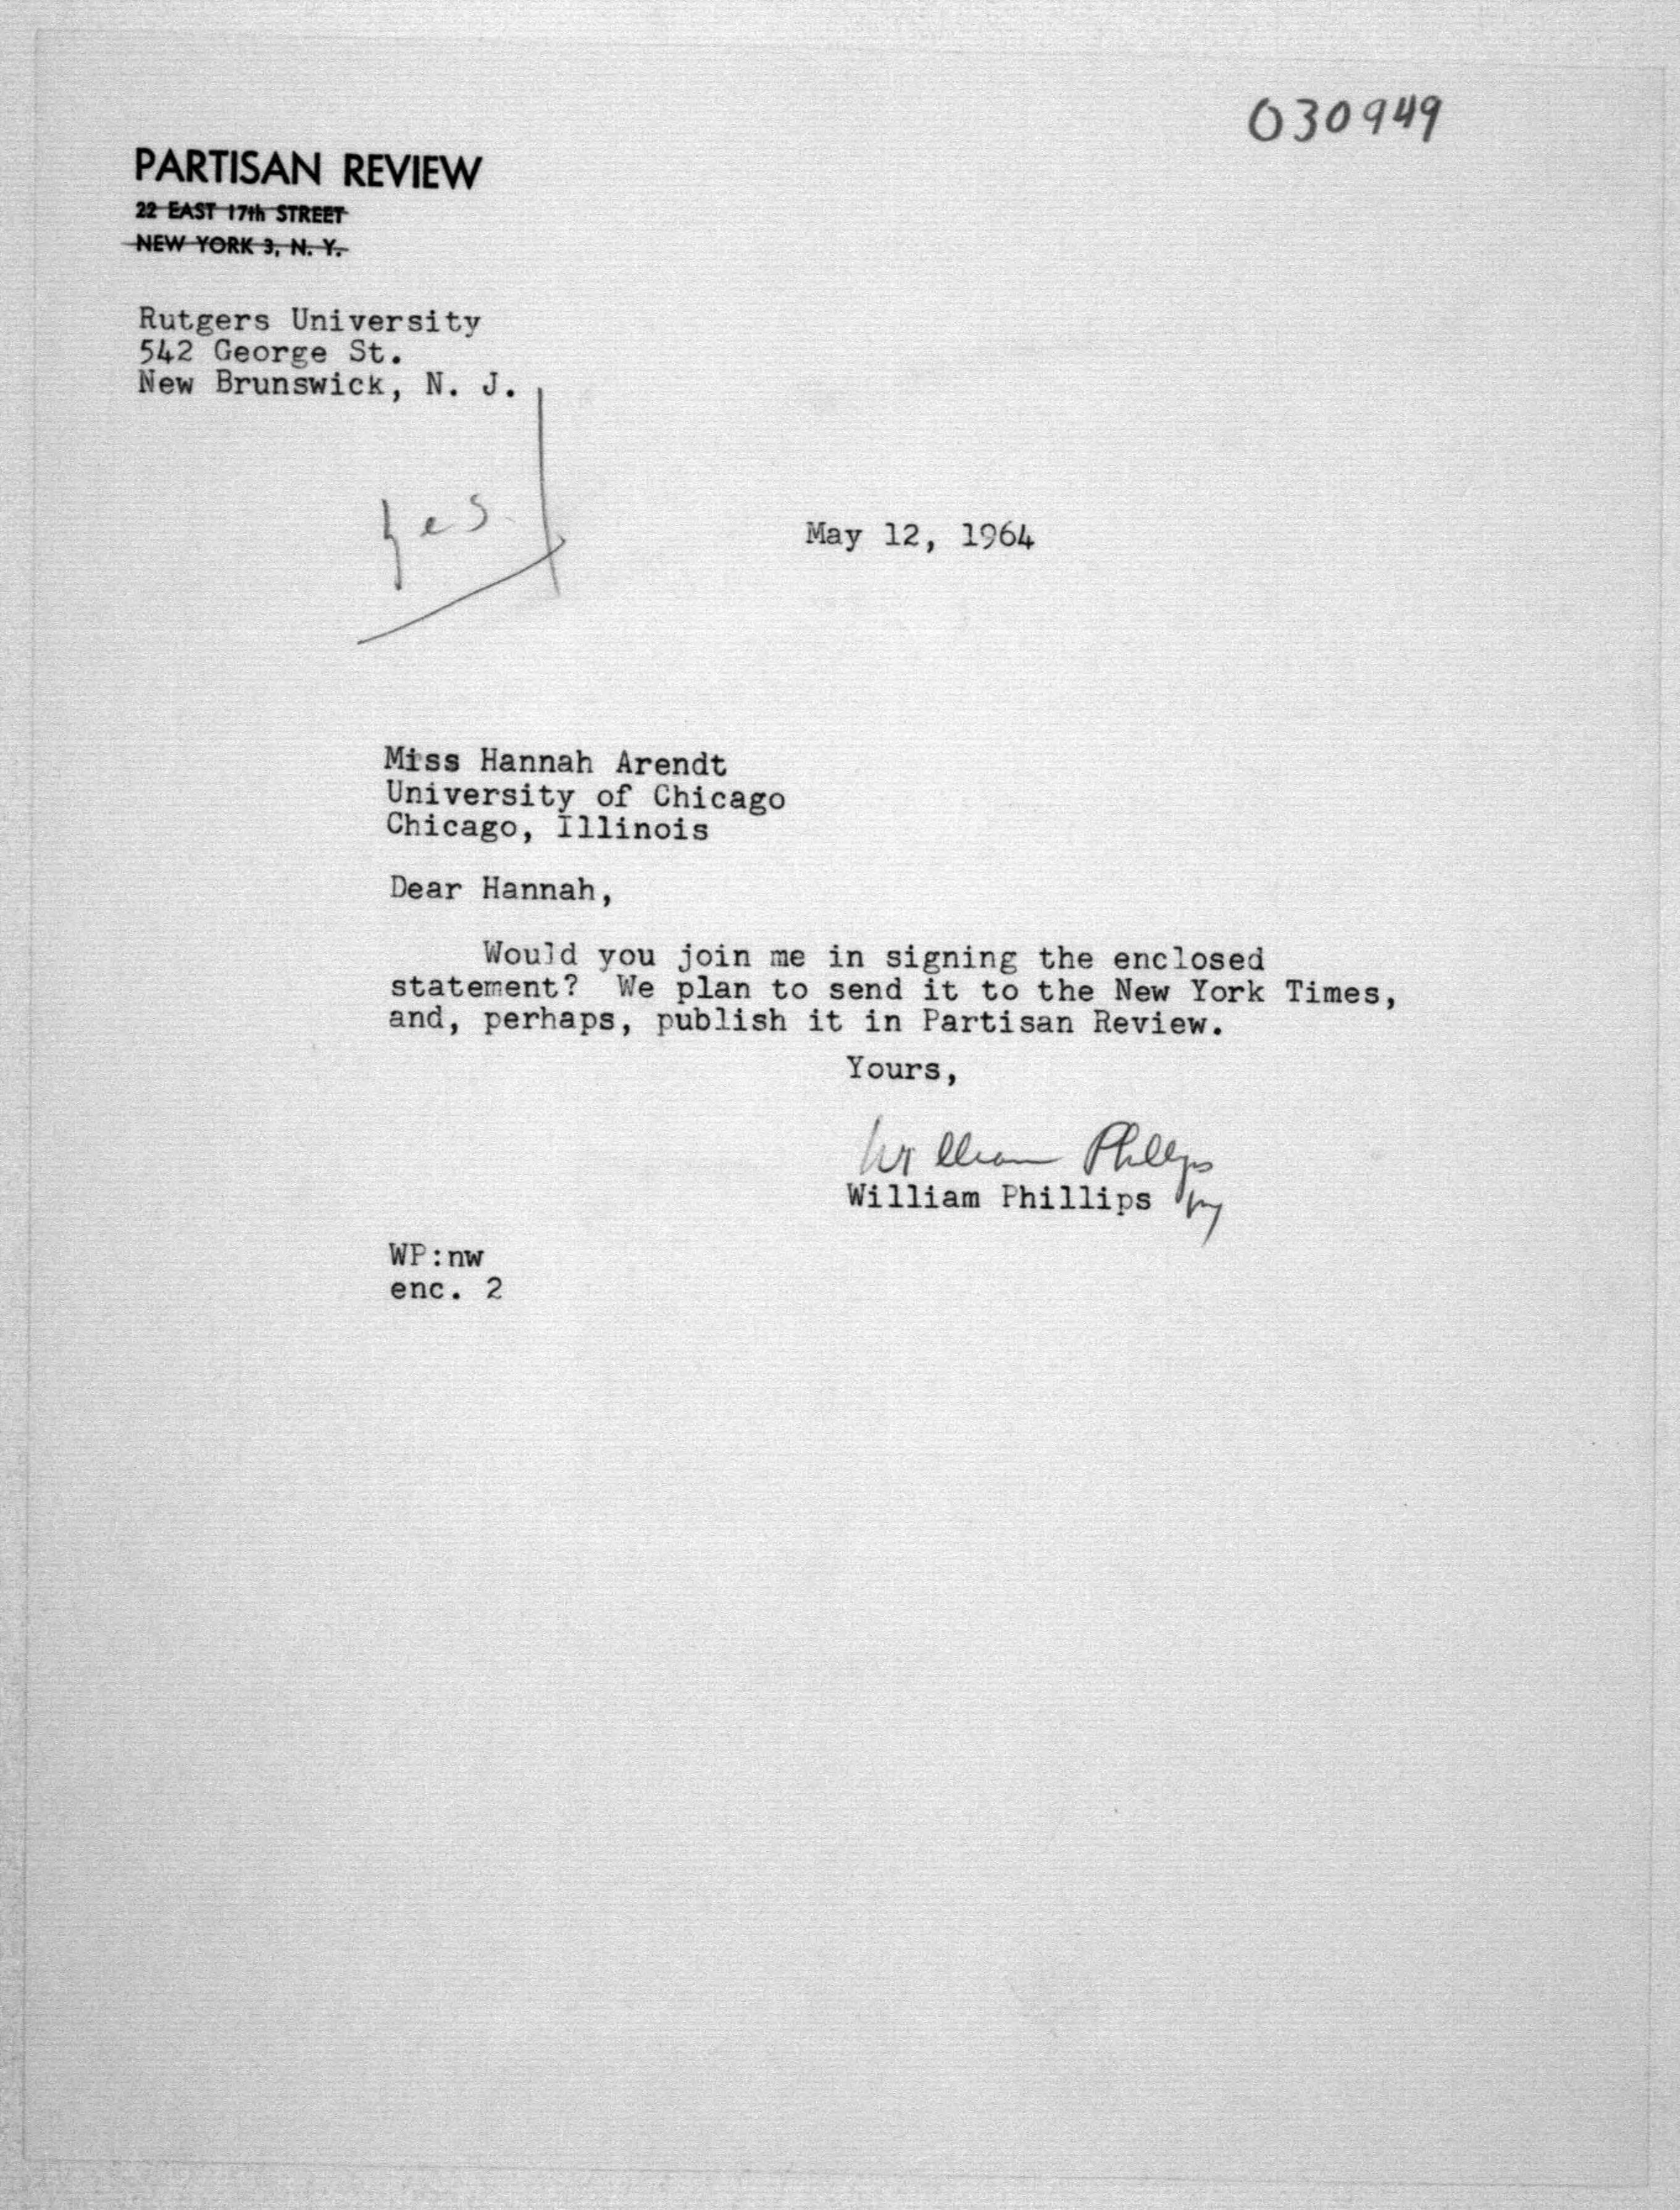 030949
PARTISAN REVIEW
22 EAST 17th STREET
NEW YORK 3, N. Y.
Rutgers University
542 George St.
New Brunswick, N. J.
yes
May 12, 1964
Miss Hannah Arendt
University of Chicago
Chicago, Illinois
Dear Hannah,
Would you join me in signing the enclosed
statement? We plan to send it to the New York Times,
and, perhaps, publish it in Partisan Review.
Yours,
William Phillips
William Phillips
WP:nw
enc. 2